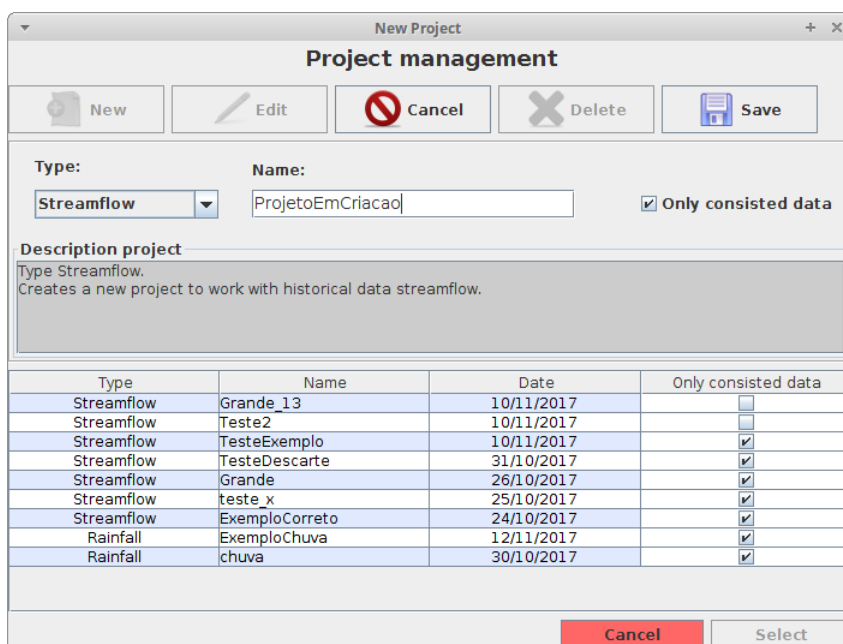 New Project
Project management
New Edit Cancel Delete Save
Type: Name:
Streamflow ProjetoEmCriacao Only consisted data
Description project
Type Streamflow.
Creates a new project to work with historical data streamflow.
Type Name Date Only consisted data
Streamflow Grande_13 10/11/2017
Streamflow Teste2 10/11/2017
Streamflow TesteExemplo 10/11/2017
Streamflow TesteDescarte 31/10/2017
Streamflow Grande 26/10/2017
Streamflow teste_x 25/10/2017
Streamflow ExemploCorreto 24/10/2017
Rainfall ExemploChuva 12/11/2017
Rainfall chuva 30/10/2017
Cancel Select